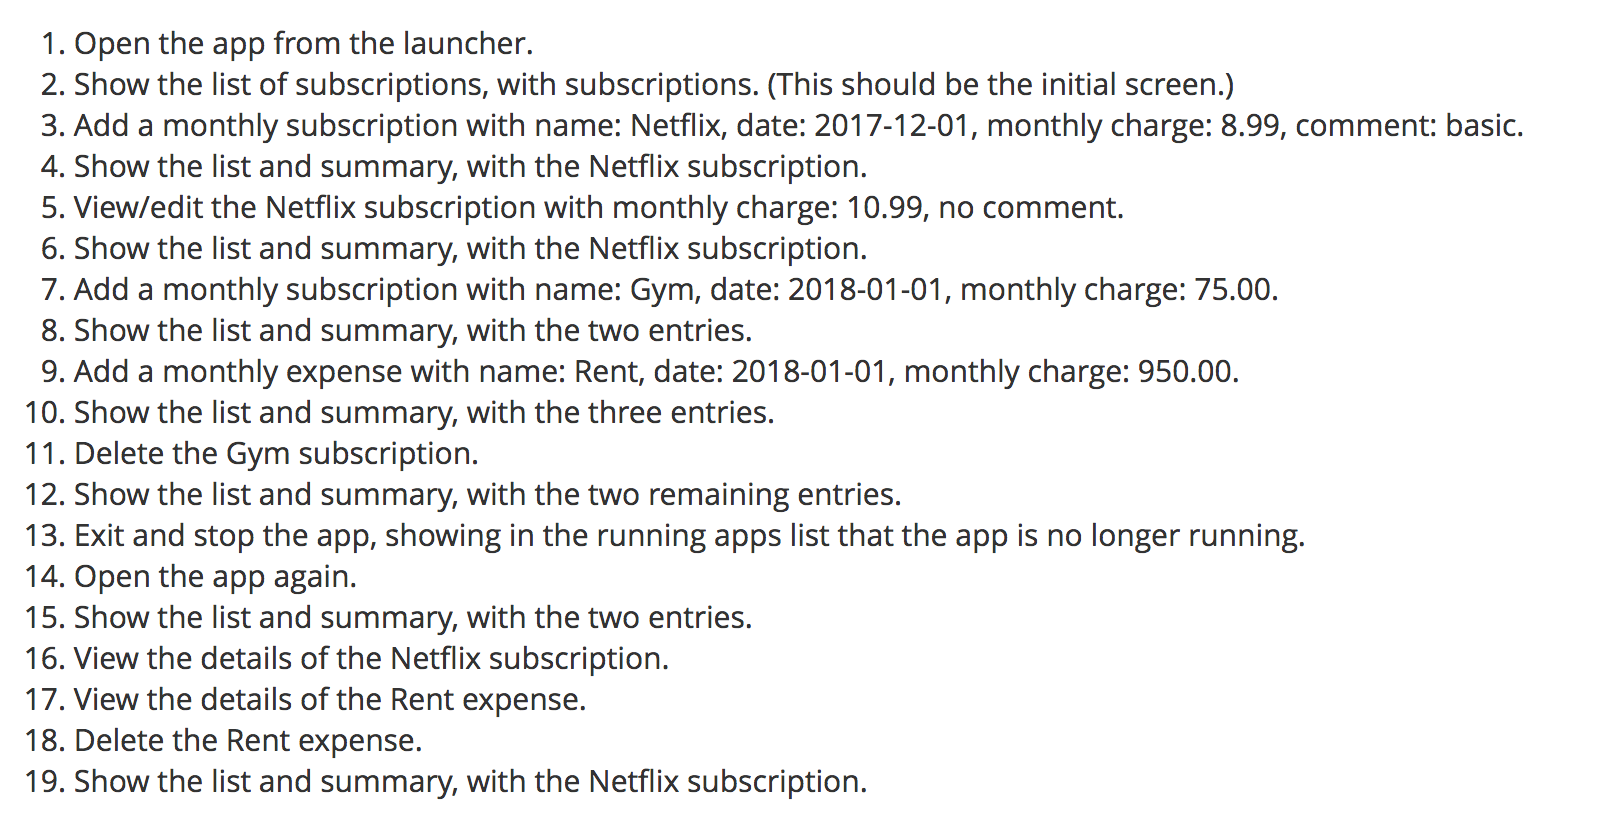 1. Open the app from the launcher.
2. Show the list of subscriptions, with subscriptions. (This should be the initial screen.)
3. Add a monthly subscription with name: Netflix, date: 2017-12-01, monthly charge: 8.99, comment: basic.
4. Show the list and summary, with the Netflix subscription.
5. View/edit the Netflix subscription with monthly charge: 10.99, no comment.
6. Show the list and summary, with the Netflix subscription.
7. Add a monthly subscription with name: Gym, date: 2018-01-01, monthly charge: 75.00.
8. Show the list and summary, with the two entries.
9. Add a monthly expense with name: Rent, date: 2018-01-01, monthly charge: 950.00.
10. Show the list and summary, with the three entries.
11. Delete the Gym subscription.
12. Show the list and summary, with the two remaining entries.
13. Exit and stop the app, showing in the running apps list that the app is no longer running.
14. Open the app again.
15. Show the list and summary, with the two entries.
16. View the details of the Netflix subscription.
17. View the details of the Rent expense.
18. Delete the Rent expense.
19. Show the list and summary, with the Netflix subscription.